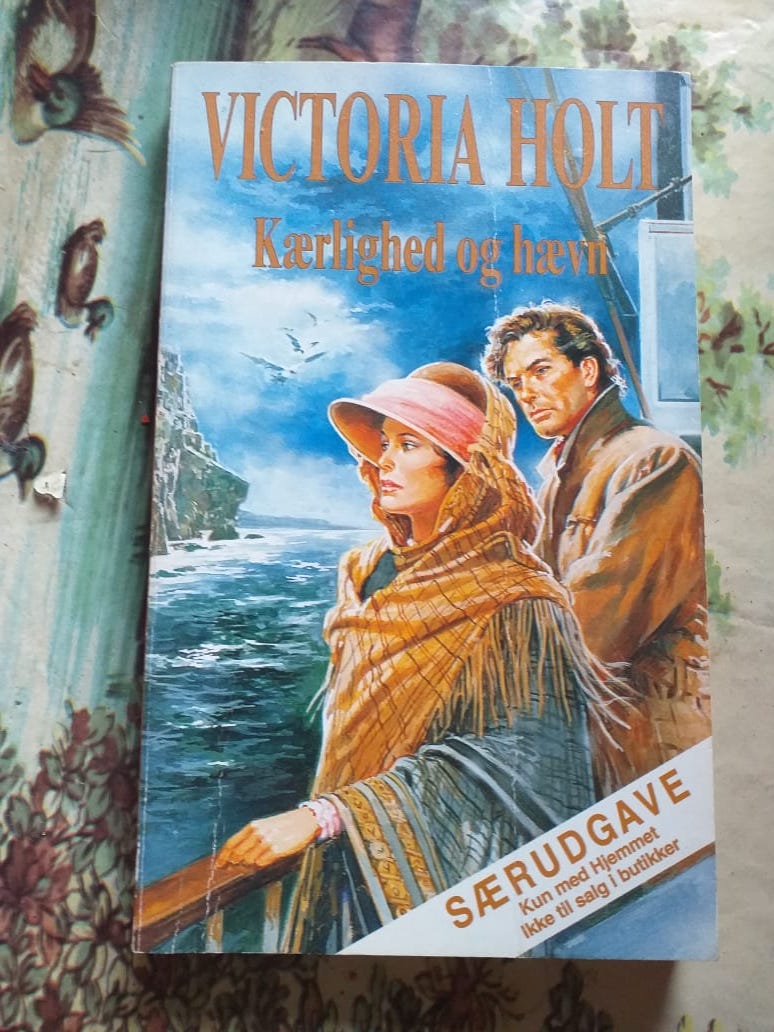 VICTORIA HOLT
Kærlighed og hævn
SÆRUDGAVE
Kun med Hjemmet
Ikke til salg i butikker